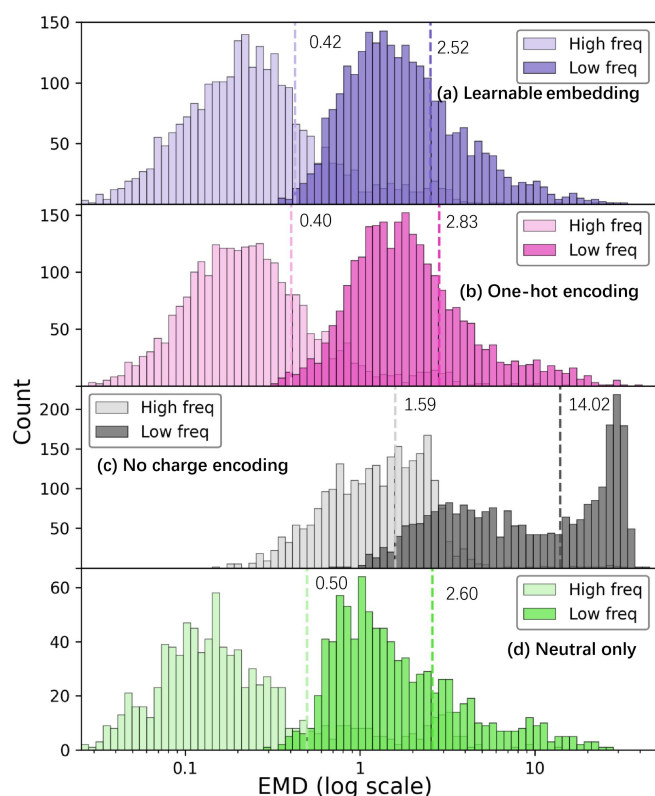 150
0.42
2.52
High freq
Low freq
100
(a) Learnable embedding
50
150
0.40
2.83
High freq
Low freq
100
(b) One-hot encoding
50
Count
200
High freq
Low freq
1.59
14.02
150
(c) No charge encoding
100
50
60
0.50
2.60
High freq
Low freq
40
(d) Neutral only
20
0
0.1
1
10
EMD (log scale)